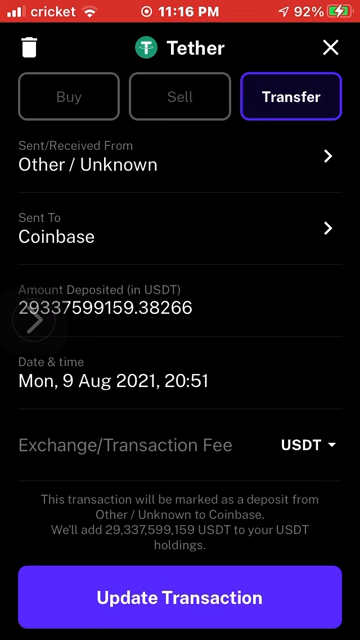 cricket 11:16 PM 92%
Tether
Buy Sell Transfer
Sent/Received From
Other / Unknown
Sent To
Coinbase
Amount Deposited (in USDT)
29337599159.38266
Date & time
Mon, 9 Aug 2021, 20:51
Exchange/Transaction Fee USDT
This transaction will be marked as a deposit from
Other / Unknown to Coinbase.
We'll add 29,337,599,159 USDT to your USDT
holdings.
Update Transaction